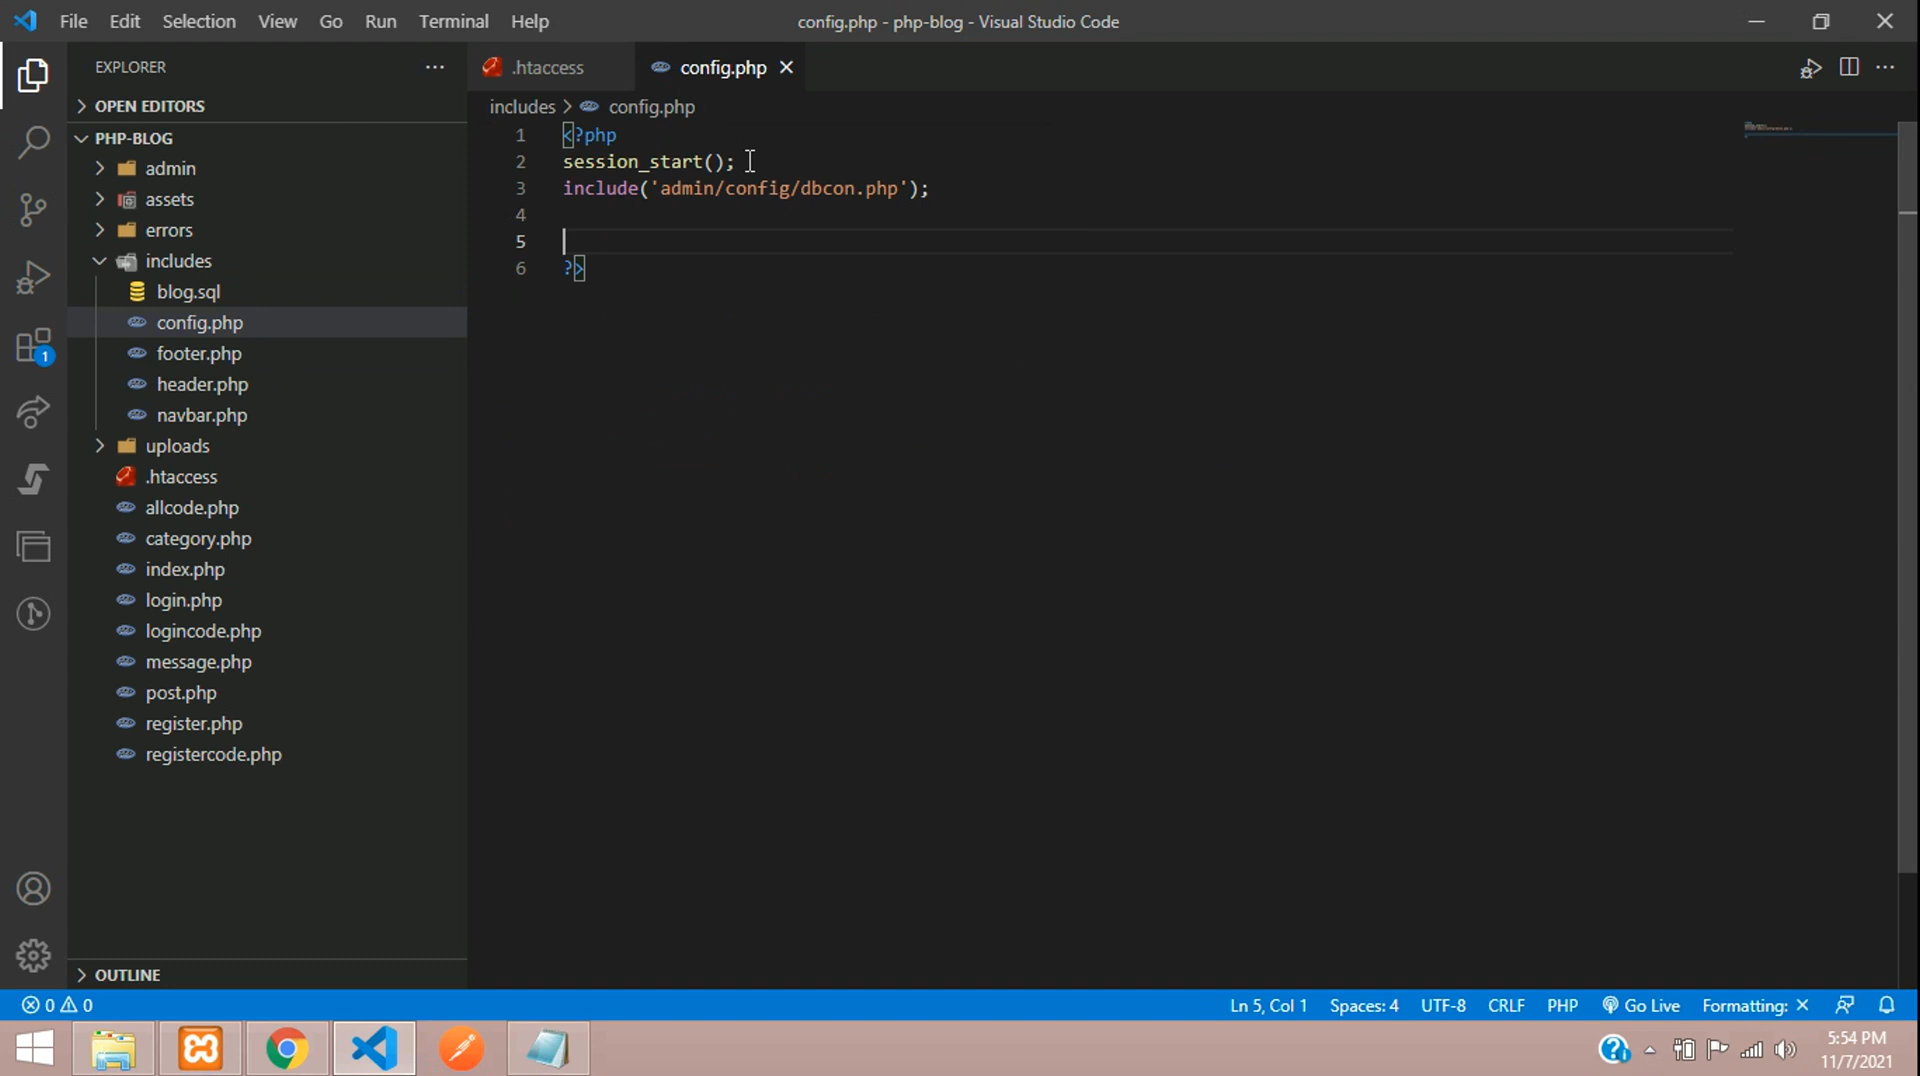 File Edit Selection View Go Run Terminal Help
config.php - php-blog - Visual Studio Code
EXPLORER
.htaccess
config.php
OPEN EDITORS
includes > config.php
PHP-BLOG
admin
assets
errors
includes
blog.sql
config.php
footer.php
header.php
navbar.php
uploads
.htaccess
allcode.php
category.php
index.php
login.php
logincode.php
message.php
post.php
register.php
registercode.php
OUTLINE
1 <?php
2 session_start();
3 include('admin/config/dbcon.php');
4
5
6 ?>
1
0 0
Ln 5, Col 1 Spaces: 4 UTF-8 CRLF PHP Go Live Formatting: ×
5:54 PM
11/7/2021